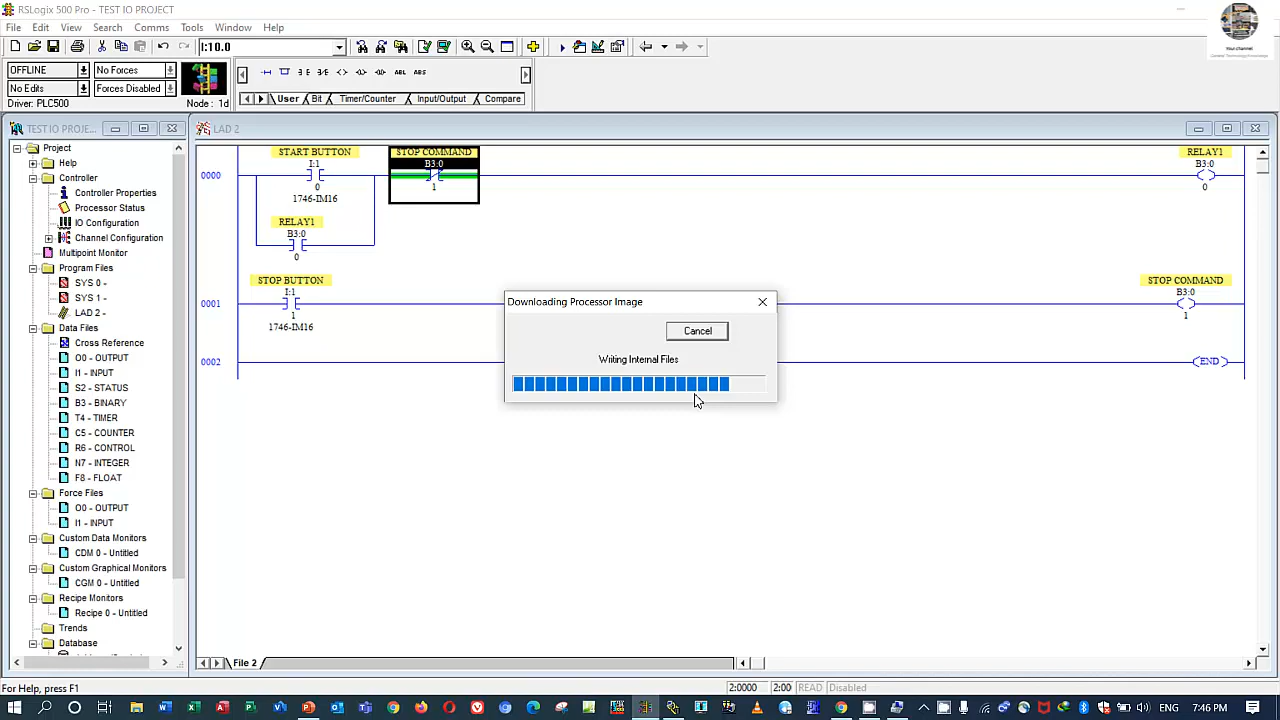 RSLogix 500 Pro - TEST IO PROJECT
File Edit View Search Comms Tools Window Help
I:10.0
OFFLINE No Forces
No Edits Forces Disabled
Driver: PLC500 Node : 1d
User Bit Timer/Counter Input/Output Compare
Your channel
TEST IO PROJE...
Project
Help
Controller
Controller Properties
Processor Status
IO Configuration
Channel Configuration
Multipoint Monitor
Program Files
SYS 0 -
SYS 1 -
LAD 2 -
Data Files
Cross Reference
O0 - OUTPUT
I1 - INPUT
S2 - STATUS
B3 - BINARY
T4 - TIMER
C5 - COUNTER
R6 - CONTROL
N7 - INTEGER
F8 - FLOAT
Force Files
O0 - OUTPUT
I1 - INPUT
Custom Data Monitors
CDM 0 - Untitled
Custom Graphical Monitors
CGM 0 - Untitled
Recipe Monitors
Recipe 0 - Untitled
Trends
Database
LAD 2
START BUTTON STOP COMMAND RELAY1
I:1 B3:0 B3:0
0000
0 1 0
1746-IM16
RELAY1
B3:0
0
STOP BUTTON STOP COMMAND
I:1 B3:0
0001
1 1
1746-IM16
0002 END
Downloading Processor Image
Cancel
Writing Internal Files
File 2
For Help, press F1 2:0000 2:00 READ Disabled
ENG 7:46 PM